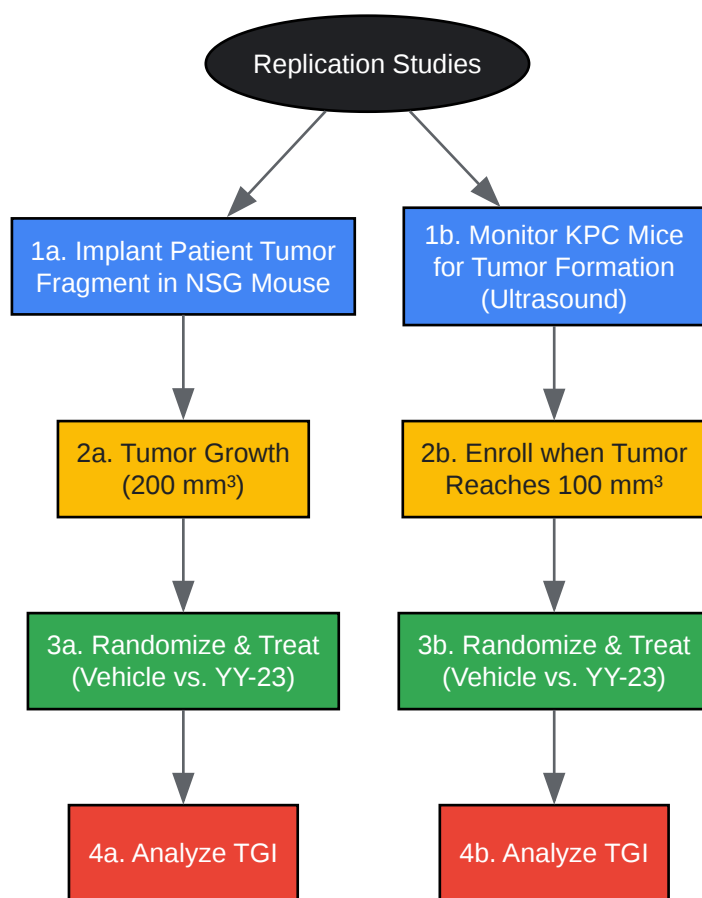 Replication Studies
1a. Implant Patient Tumor
Fragment in NSG Mouse
1b. Monitor KPC Mice
for Tumor Formation
(Ultrasound)
2a. Tumor Growth
(200 mm³)
2b. Enroll when Tumor
Reaches 100 mm³
3a. Randomize & Treat
(Vehicle vs. YY-23)
3b. Randomize & Treat
(Vehicle vs. YY-23)
4a. Analyze TGI
4b. Analyze TGI